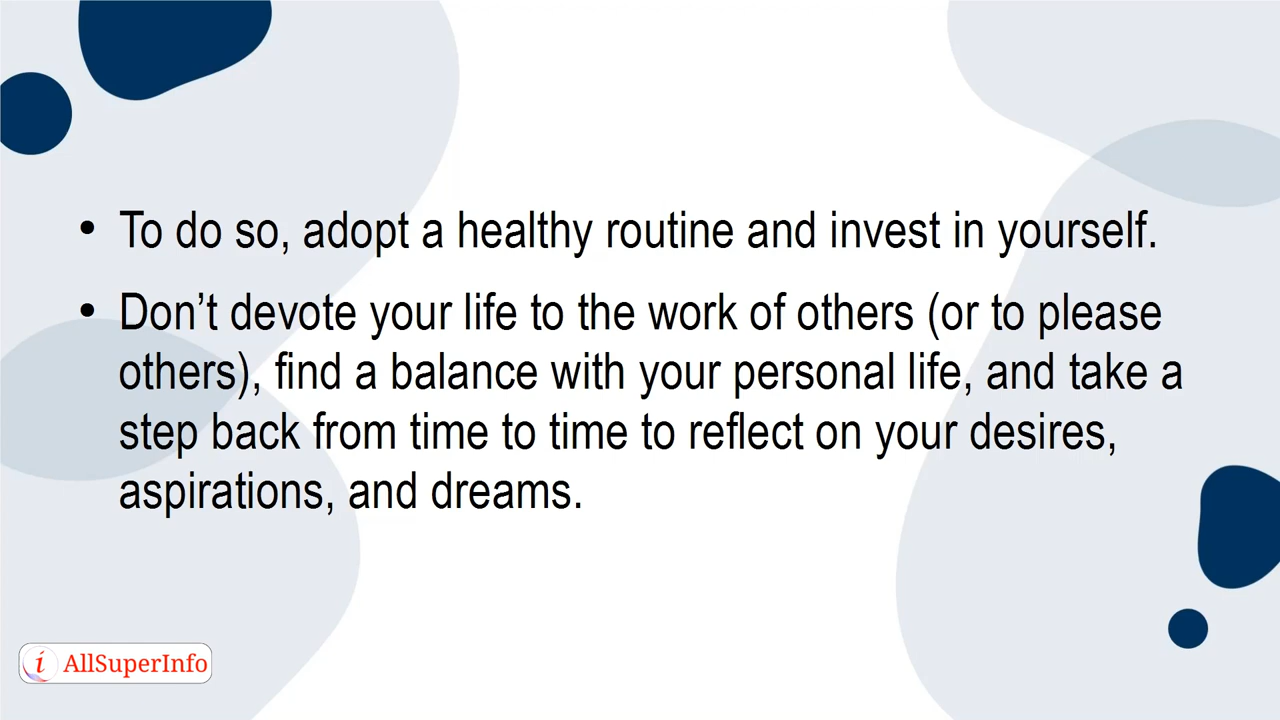 • To do so, adopt a healthy routine and invest in yourself.
• Don’t devote your life to the work of others (or to please
others), find a balance with your personal life, and take a
step back from time to time to reflect on your desires,
aspirations, and dreams.
i AllSuperInfo